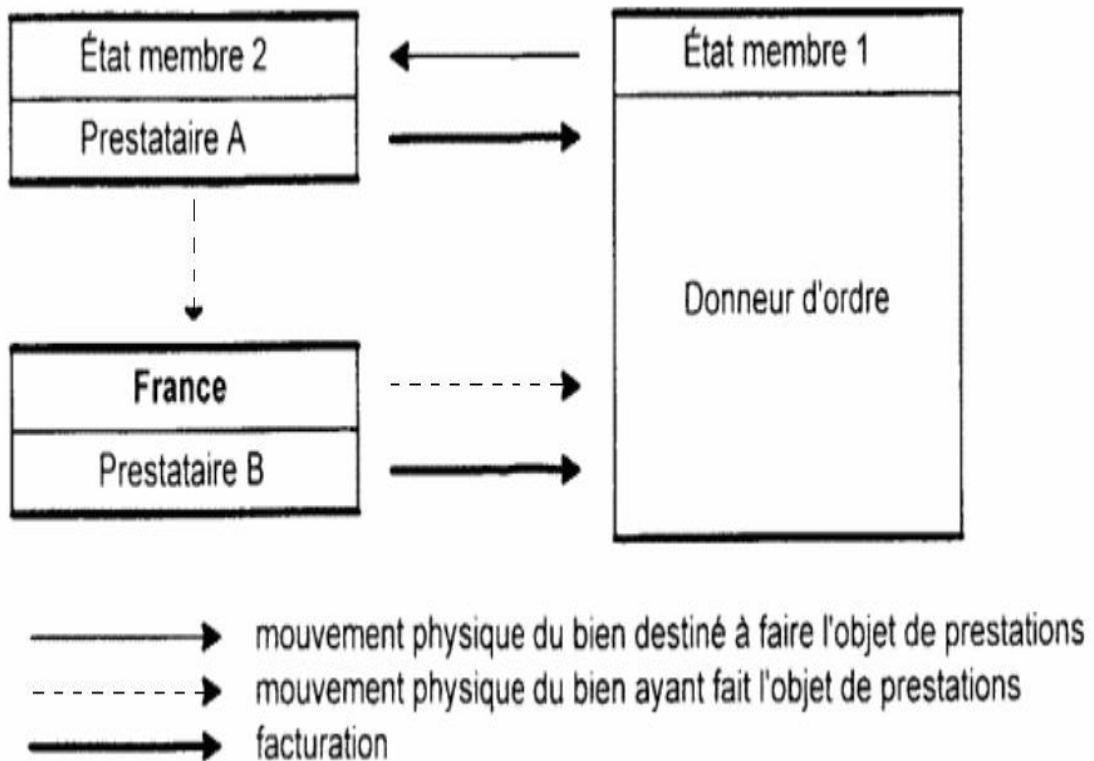 État membre 2
Prestataire A
État membre 1
Donneur d'ordre
France
Prestataire B
mouvement physique du bien destiné à faire l'objet de prestations
mouvement physique du bien ayant fait l'objet de prestations
facturation